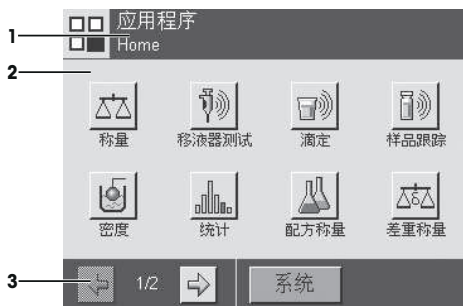 应用程序
1 Home
2
称量 移液器测试 滴定 样品跟踪
密度 统计 配方称量 差重称量
3 1/2 系统